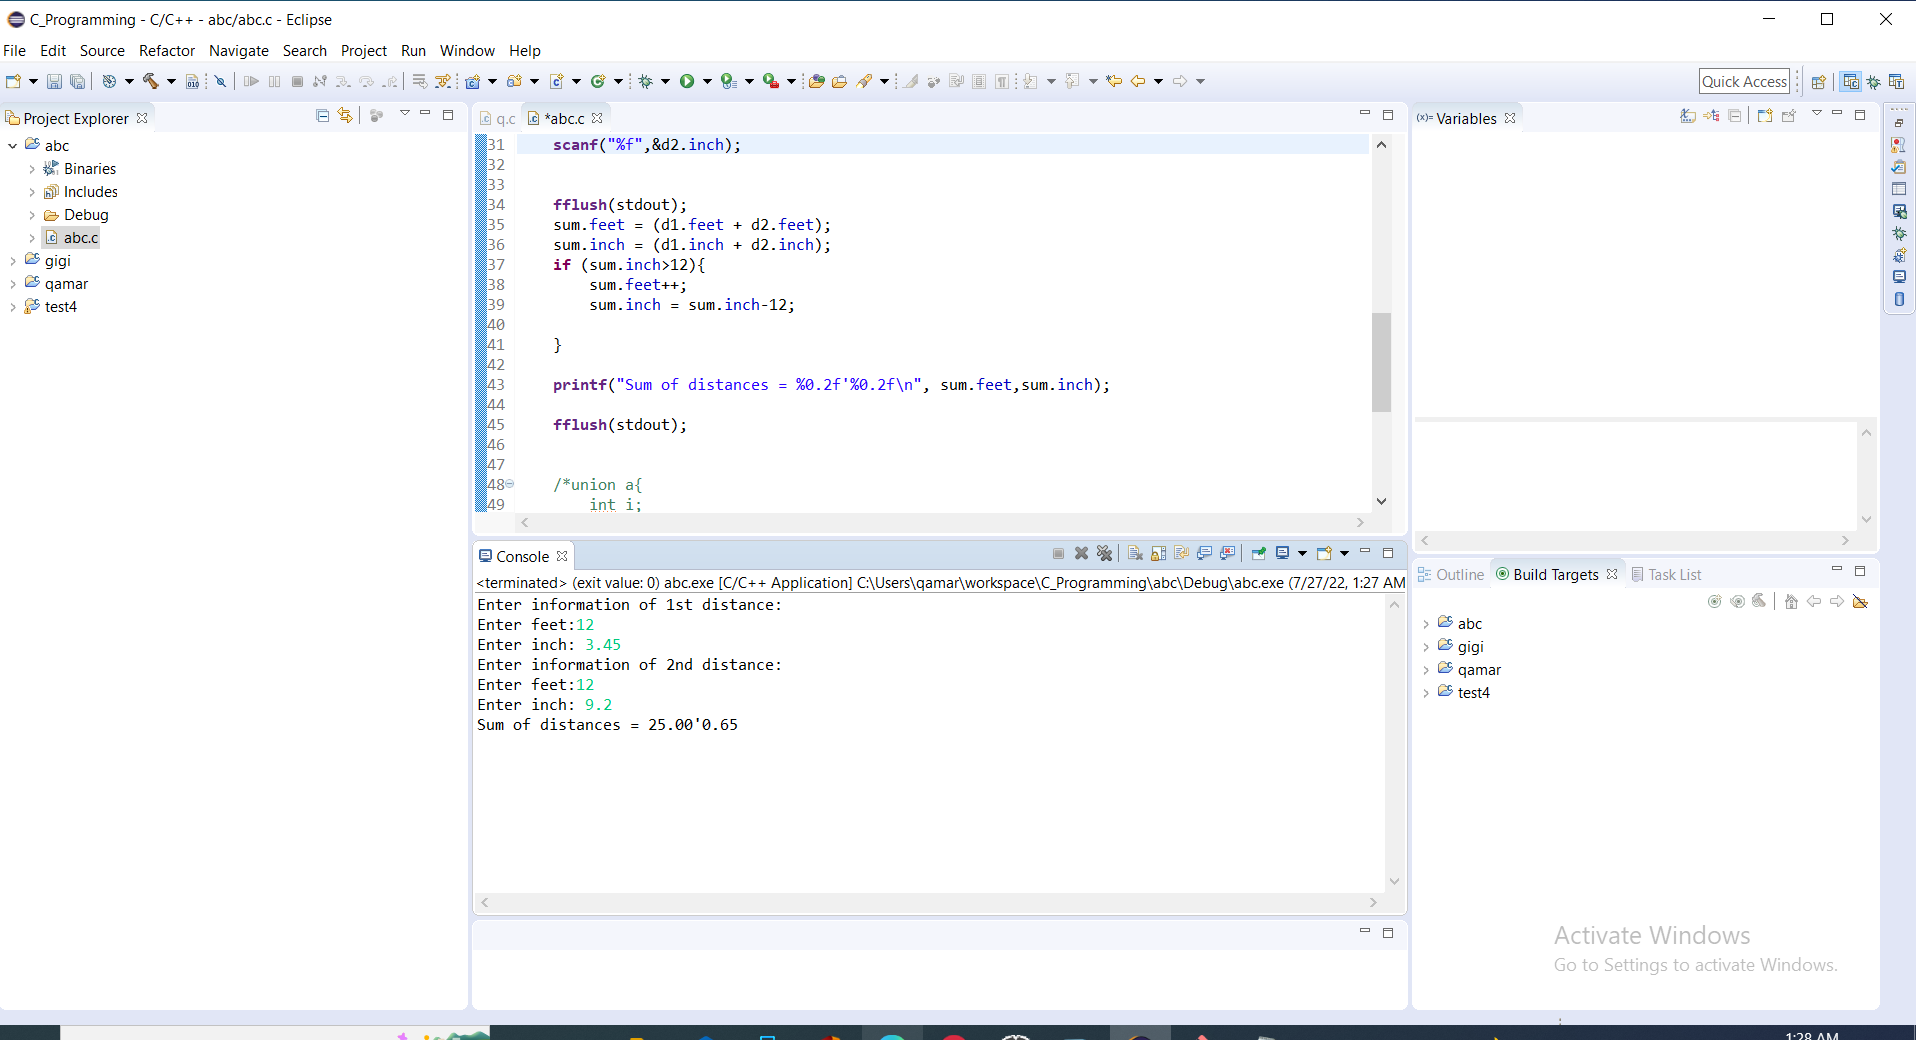 C_Programming - C/C++ - abc/abc.c - Eclipse
File Edit Source Refactor Navigate Search Project Run Window Help
Quick Access
Project Explorer
abc
Binaries
Includes
Debug
abc.c
gigi
qamar
test4
q.c *abc.c
31 scanf("%f",&d2.inch);
32
33
34 fflush(stdout);
35 sum.feet = (d1.feet + d2.feet);
36 sum.inch = (d1.inch + d2.inch);
37 if (sum.inch>12){
38 sum.feet++;
39 sum.inch = sum.inch-12;
40
41 }
42
43 printf("Sum of distances = %0.2f'%0.2f\n", sum.feet,sum.inch);
44
45 fflush(stdout);
46
47
48 /*union a{
49 int i;
Console
<terminated> (exit value: 0) abc.exe [C/C++ Application] C:\Users\qamar\workspace\C_Programming\abc\Debug\abc.exe (7/27/22, 1:27 AM
Enter information of 1st distance:
Enter feet:12
Enter inch: 3.45
Enter information of 2nd distance:
Enter feet:12
Enter inch: 9.2
Sum of distances = 25.00'0.65
(x)= Variables
Outline Build Targets Task List
abc
gigi
qamar
test4
Activate Windows
Go to Settings to activate Windows.
1:28 AM